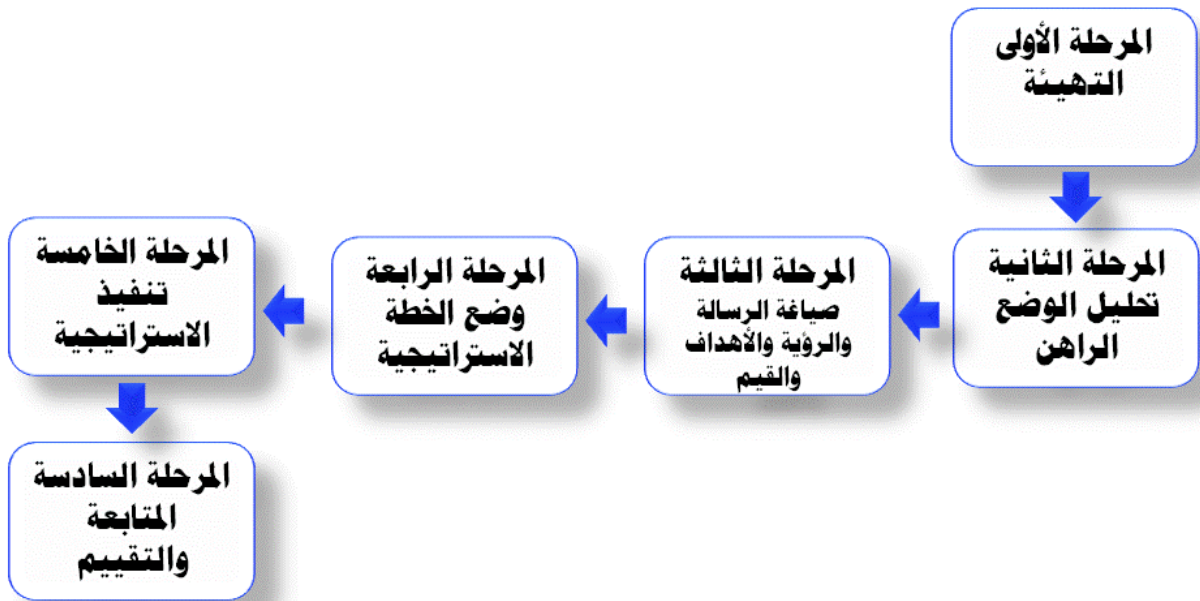 المرحلة الأولى
التهيئة
المرحلة الثانية
تحليل الوضع
الراهن
المرحلة الثالثة
صياغة الرسالة
والرؤية والأهداف
والقيم
المرحلة الرابعة
وضع الخطة
الاستراتيجية
المرحلة الخامسة
تنفيذ
الاستراتيجية
المرحلة السادسة
المتابعة
والتقييم